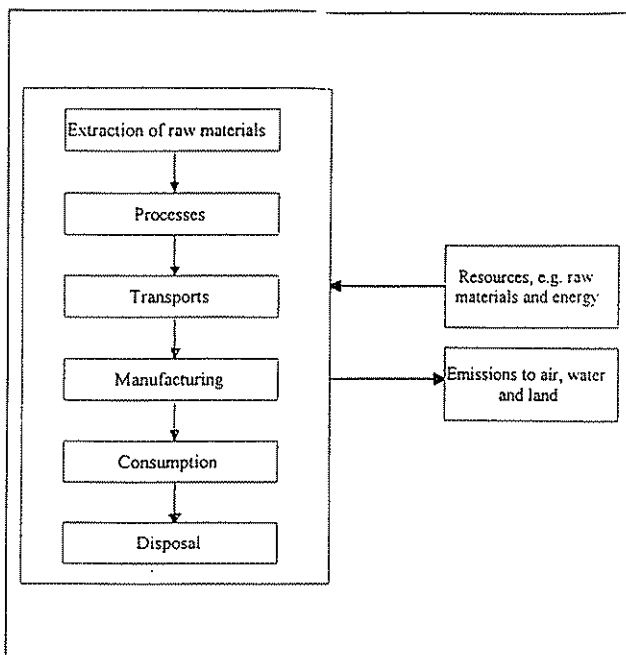 Extraction of raw materials
Processes
Transports
Manufacturing
Consumption
Disposal
Resources, e.g. raw
materials and energy
Emissions to air, water
and land